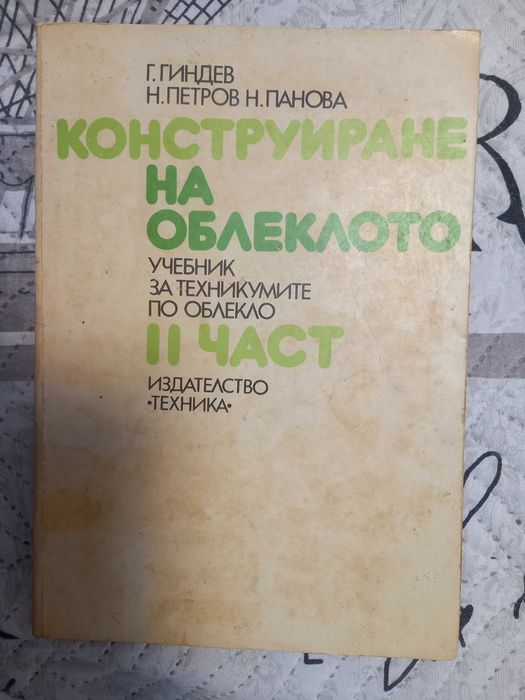 Г. ГИНДЕВ
Н. ПЕТРОВ Н. ПАНОВА
КОНСТРУИРАНЕ
НА
ОБЛЕКЛОТО
УЧЕБНИК
ЗА ТЕХНИКУМИТЕ
ПО ОБЛЕКЛО
II ЧАСТ
ИЗДАТЕЛСТВО
•ТЕХНИКА•